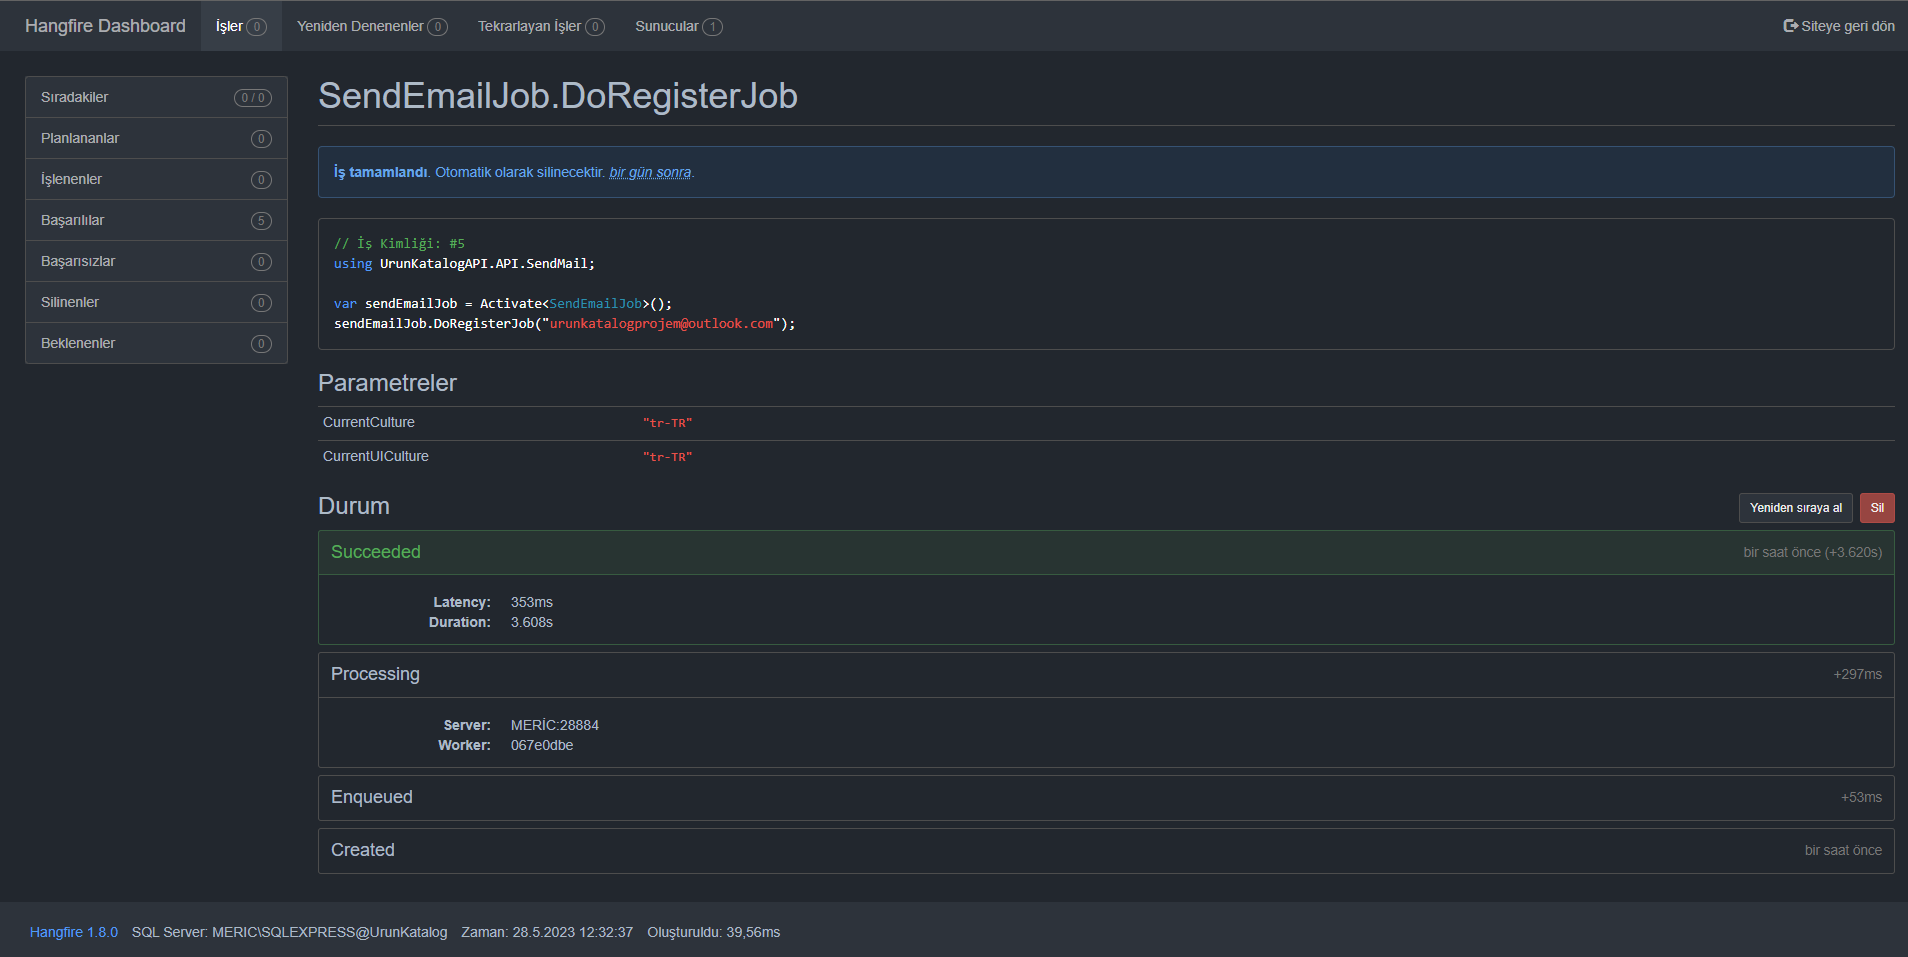 Hangfire Dashboard İşler 0 Yeniden Denenenler 0 Tekrarlayan İşler 0 Sunucular 1 Siteye geri dön
Sıradakiler 0 / 0
Planlananlar 0
İşlenenler 0
Başarılılar 5
Başarısızlar 0
Silinenler 0
Beklenenler 0
SendEmailJob.DoRegisterJob
İş tamamlandı. Otomatik olarak silinecektir. bir gün sonra.
// İş Kimliği: #5
using UrunKatalogAPI.API.SendMail;
var sendEmailJob = Activate<SendEmailJob>();
sendEmailJob.DoRegisterJob("urunkatalogprojem@outlook.com");
Parametreler
CurrentCulture "tr-TR"
CurrentUICulture "tr-TR"
Durum Yeniden sıraya al Sil
Succeeded bir saat önce (+3.620s)
Latency: 353ms
Duration: 3.608s
Processing +297ms
Server: MERİC:28884
Worker: 067e0dbe
Enqueued +53ms
Created bir saat önce
Hangfire 1.8.0 SQL Server: MERIC\SQLEXPRESS@UrunKatalog Zaman: 28.5.2023 12:32:37 Oluşturuldu: 39,56ms